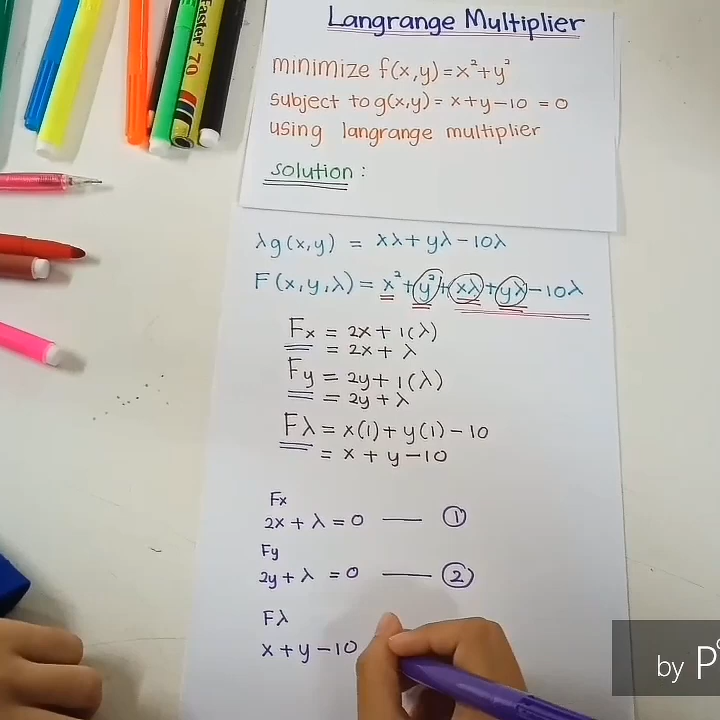 Langrange Multiplier
minimize f(x,y)=x²+y²
subject to g(x,y) = x+y-10 = 0
using langrange multiplier
solution :
λg(x,y) = xλ+yλ-10λ
F(x,y,λ) = x²+y²+xλ+yλ-10λ
Fx = 2x+1(λ)
= 2x+λ
Fy = 2y+1(λ)
= 2y+λ
Fλ = x(1)+y(1)-10
= x+y-10
Fx
2x+λ=0 — ①
Fy
2y+λ=0 — ②
Fλ
x+y-10
Faster 70
by P